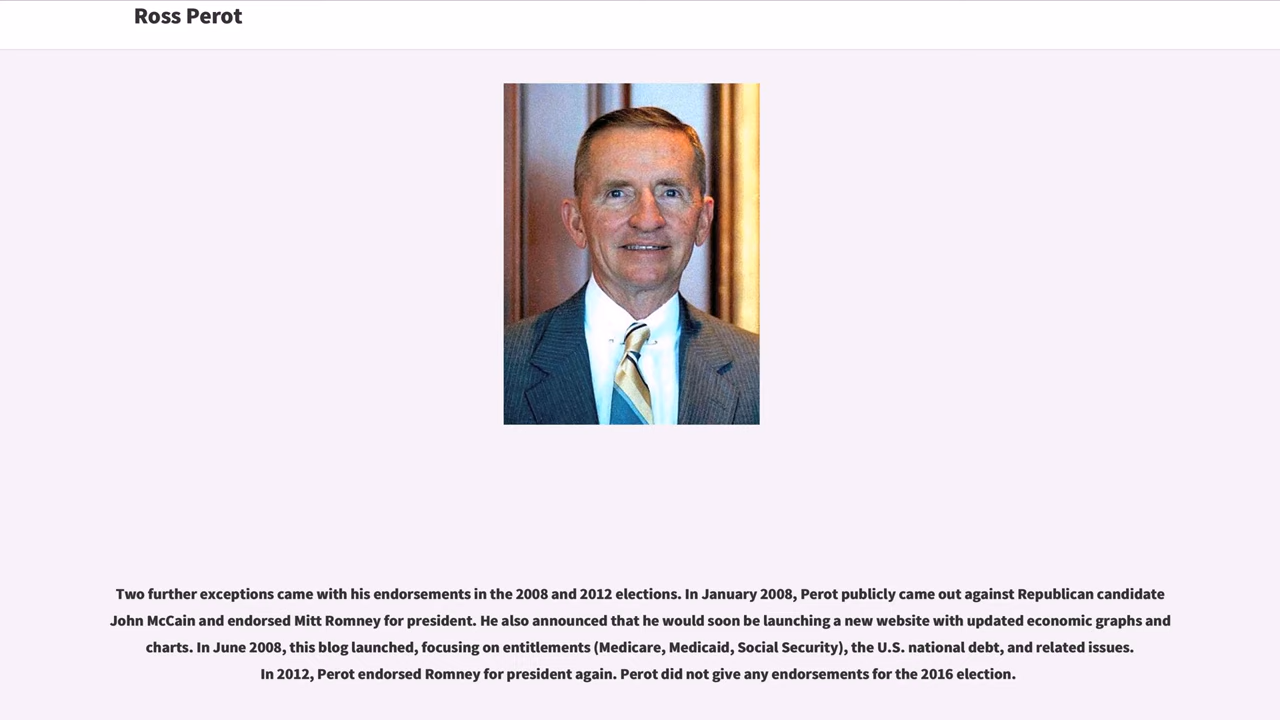 Ross Perot
Two further exceptions came with his endorsements in the 2008 and 2012 elections. In January 2008, Perot publicly came out against Republican candidate
John McCain and endorsed Mitt Romney for president. He also announced that he would soon be launching a new website with updated economic graphs and
charts. In June 2008, this blog launched, focusing on entitlements (Medicare, Medicaid, Social Security), the U.S. national debt, and related issues.
In 2012, Perot endorsed Romney for president again. Perot did not give any endorsements for the 2016 election.